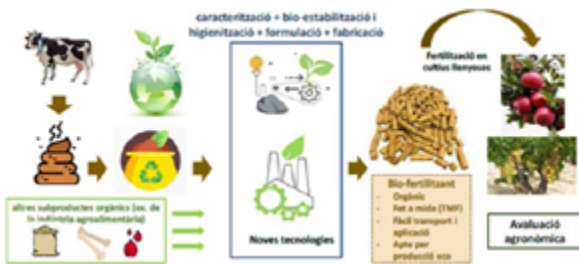 caracterització + bio-estabilització i
higienització + formulació + fabricació
Fertilització en
cultius llenyosos
altres subproductes orgànics (ex. de
la indústria agroalimentària)
Noves tecnologies
Bio-fertilitzant
- Orgànic
- Fet a mida (TMF)
- Fàcil transport i
aplicació
- Apte per
producció eco
Avaluació
agronòmica